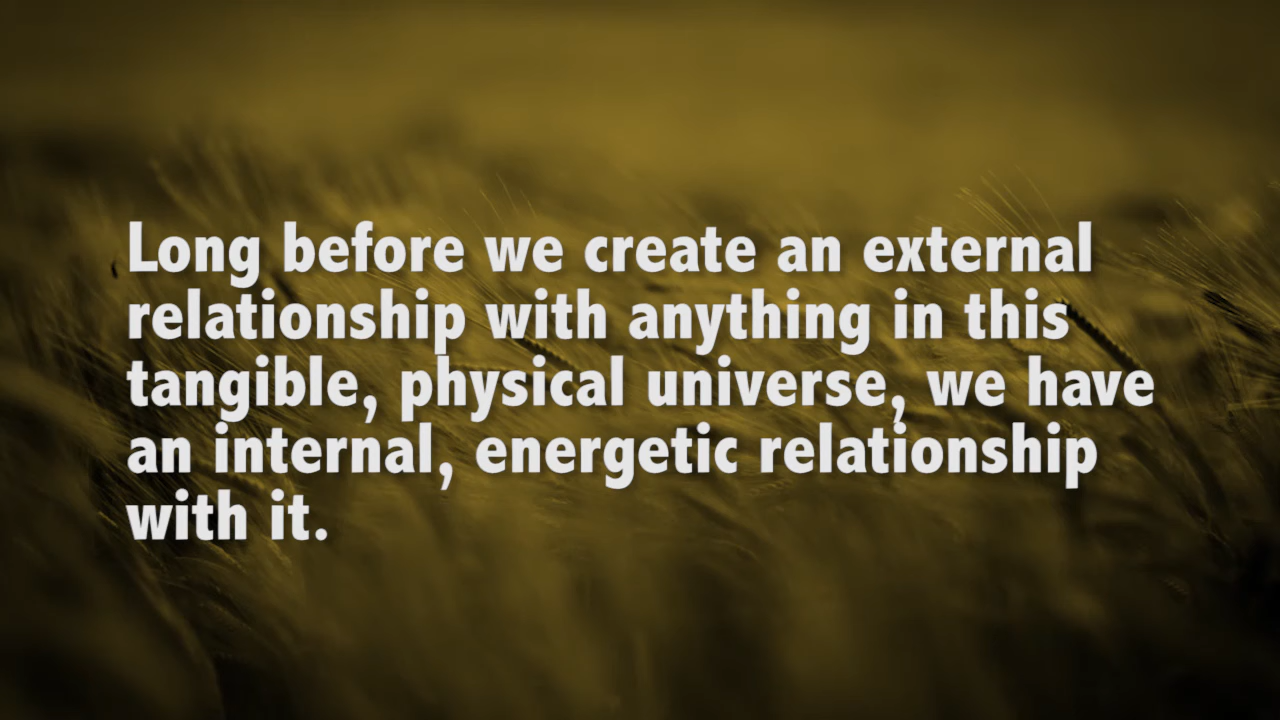 Long before we create an external
relationship with anything in this
tangible, physical universe, we have
an internal, energetic relationship
with it.